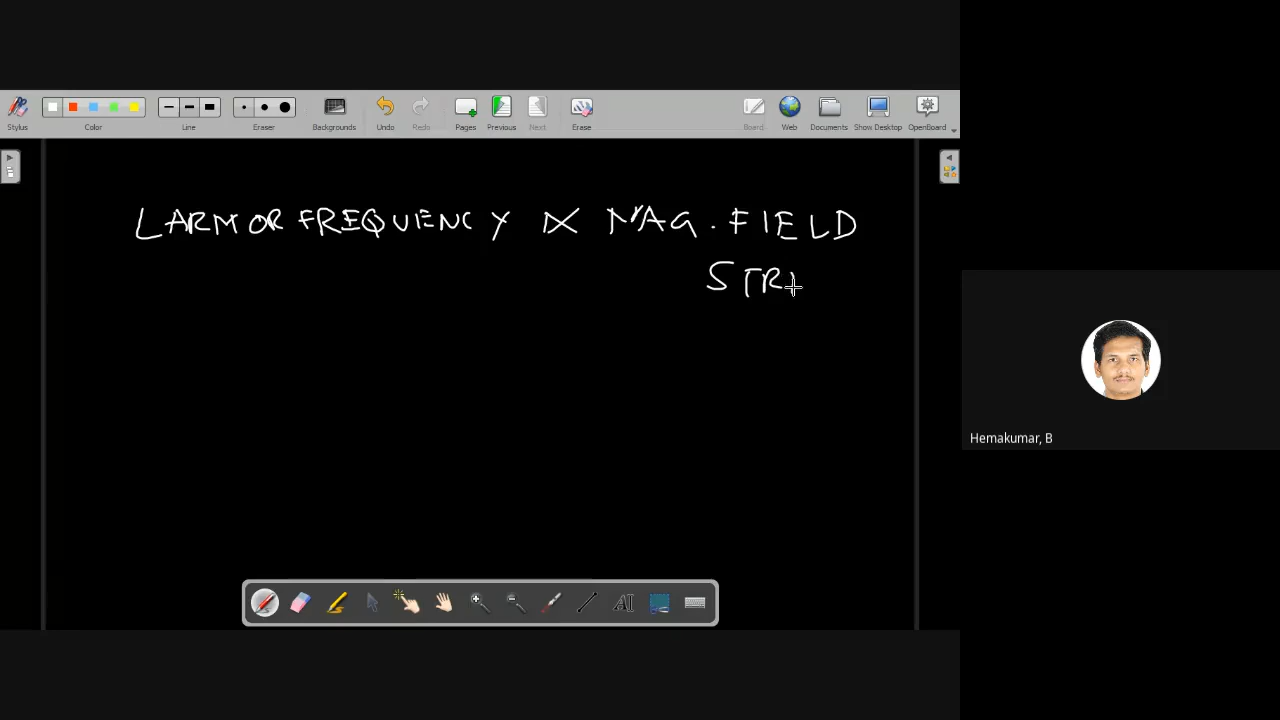 Stylus
Color
Line
Eraser
Backgrounds
Undo
Redo
Pages
Previous
Next
Erase
Board
Web
Documents
Show Desktop
OpenBoard
LARMOR FREQUENCY ∝ MAG. FIELD
STR
Hemakumar, B